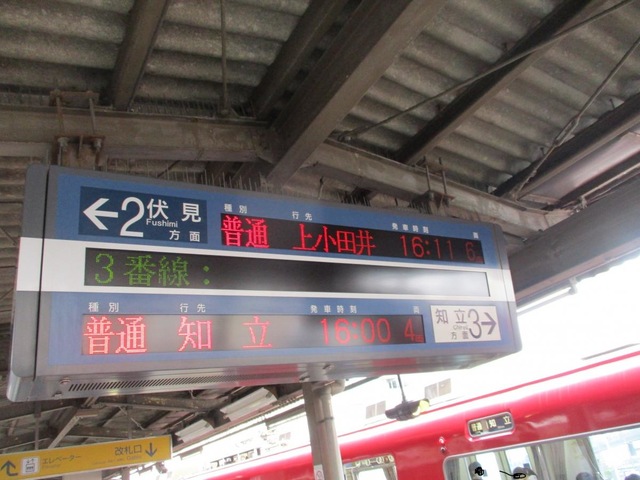 ←2 伏見 方面
Fushimi
種別 行先 発車時刻 両
普通 上小田井 16:11 6両
3番線:
種別 行先 発車時刻 両
普通 知立 16:00 4両
知立 方面 3→
Chiryu
普通 知立
エレベーター
改札口